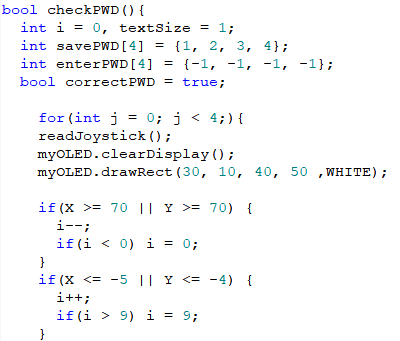 bool checkPWD(){
int i = 0, textSize = 1;
int savePWD[4] = {1, 2, 3, 4};
int enterPWD[4] = {-1, -1, -1, -1};
bool correctPWD = true;
for(int j = 0; j < 4;){
readJoystick();
myOLED.clearDisplay();
myOLED.drawRect(30, 10, 40, 50 ,WHITE);
if(X >= 70 || Y >= 70) {
i--;
if(i < 0) i = 0;
}
if(X <= -5 || Y <= -4) {
i++;
if(i > 9) i = 9;
}